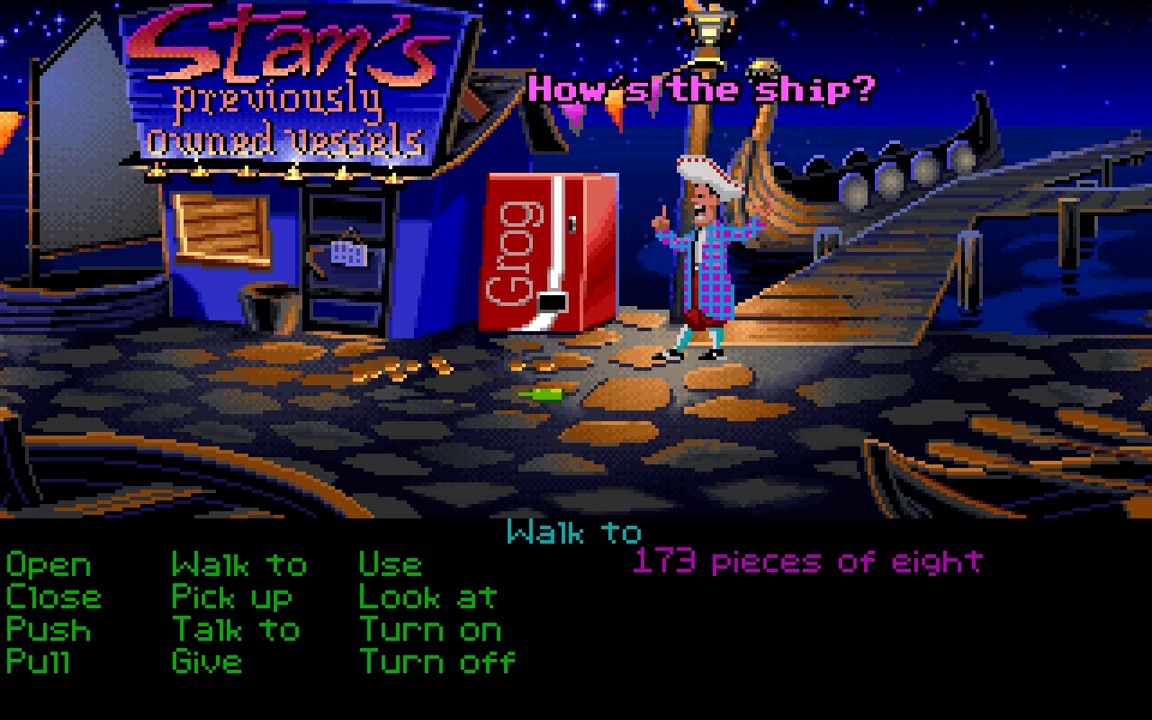 Stan's
previously
owned vessels
How's the ship?
Grog
Walk to
Open Walk to Use
173 pieces of eight
Close Pick up Look at
Push Talk to Turn on
Pull Give Turn off